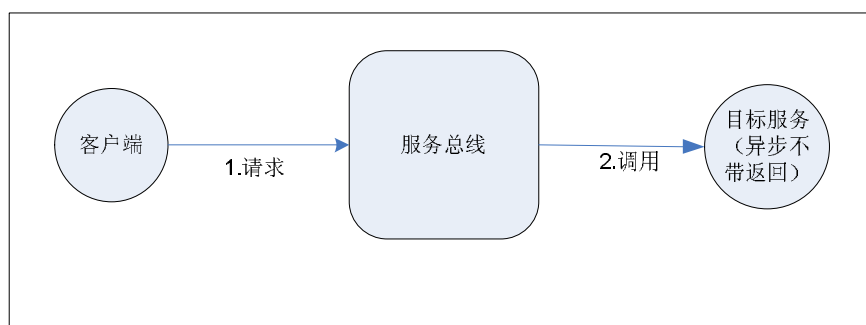 客户端
1.请求
服务总线
2.调用
目标服务
（异步不
带返回）